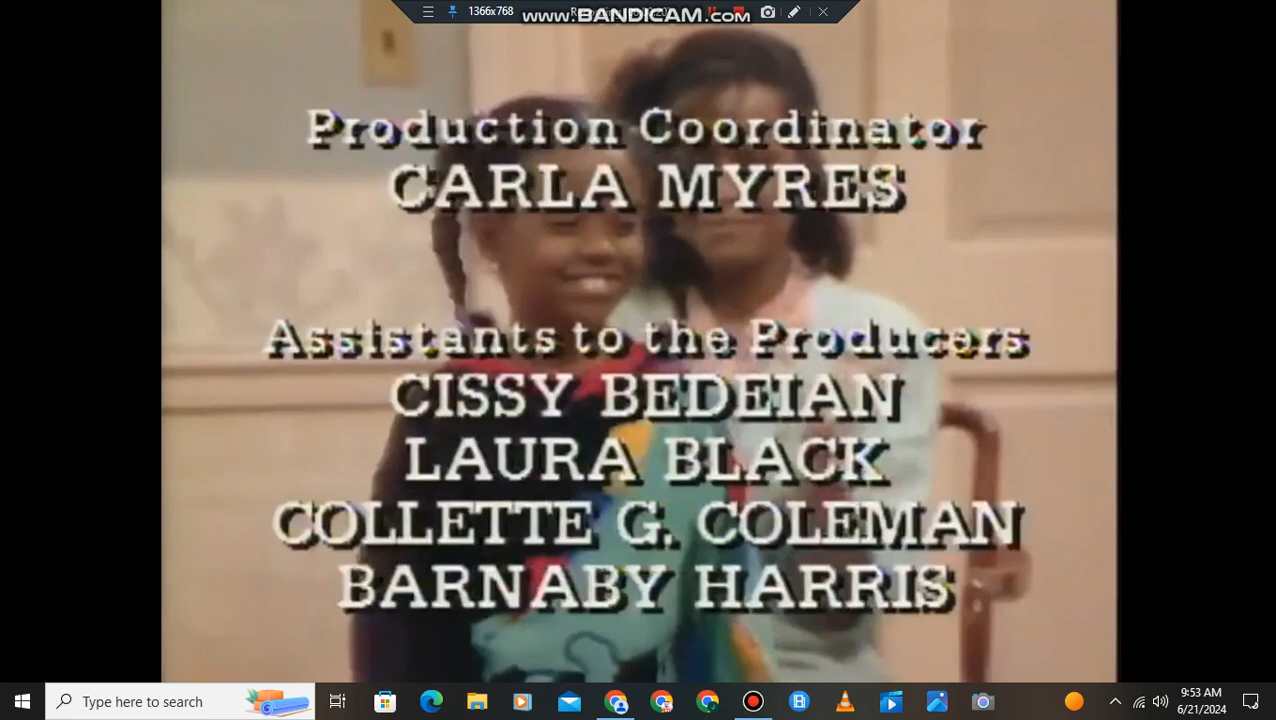 1366x768
www.BANDICAM.com
Production Coordinator
CARLA MYRES
Assistants to the Producers
CISSY BEDEIAN
LAURA BLACK
COLLETTE G. COLEMAN
BARNABY HARRIS
Type here to search
9:53 AM
6/21/2024